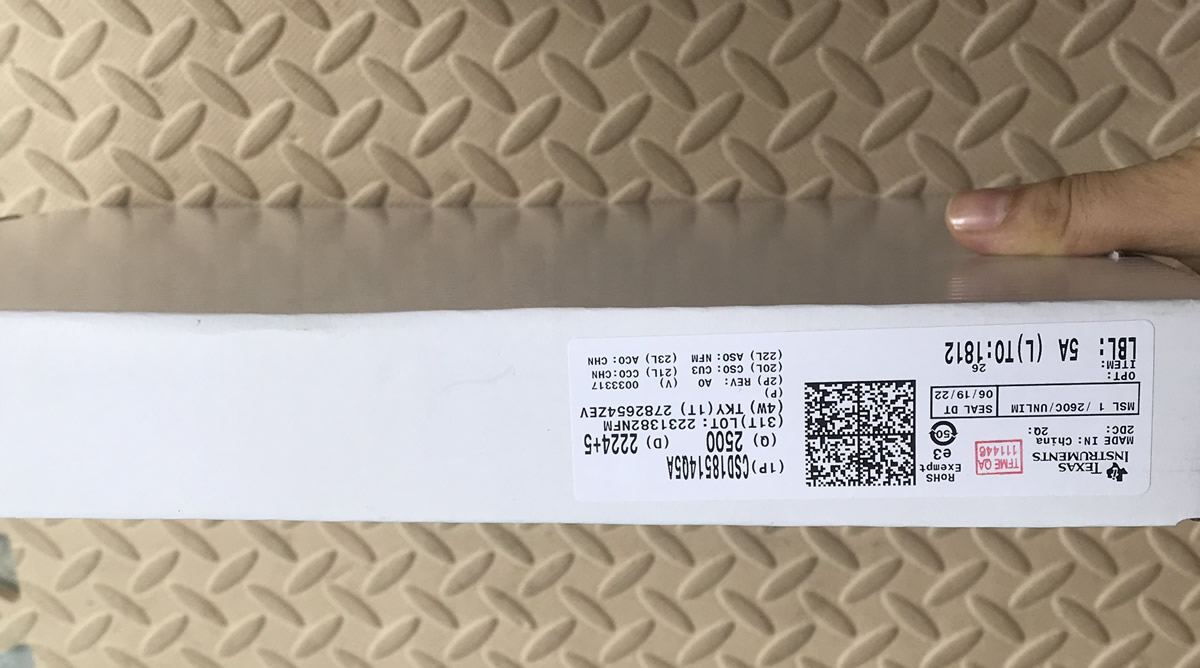 TEXAS
INSTRUMENTS
MADE IN: China
2DC:
2Q:
MSL 1 /260C/UNLIM
SEAL DT
06/19/22
OPT:
ITEM:
26
LBL: 5A (L)TO:1812
TFME QA
111446
RoHS
Exempt
e3
50
(1P)CSD18514Q5A
(Q) 2500 (D) 2224+5
(31T)LOT: 2231382NFM
(4W) TKY(1T) 2782654ZEV
(P)
(2P) REV: A0 (V) 0033317
(20L) CSO: CU3 (21L) CCO:CHN
(22L) ASO: NFM (23L) ACO: CHN